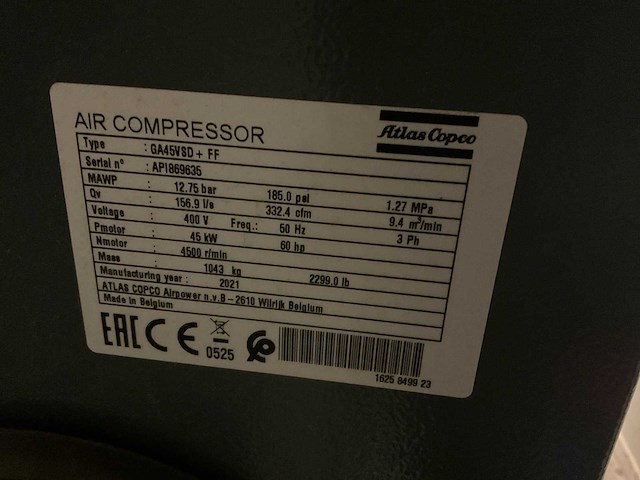 AIR COMPRESSOR
Atlas Copco
Type : GA45VSD+ FF
Serial n° : API869635
MAWP : 12.75 bar 185.0 psi 1.27 MPa
Qv : 156.9 l/s 332.4 cfm 9.4 m³/min
Voltage : 400 V Freq.: 50 Hz 3 Ph
Pmotor : 45 kW 60 hp
Nmotor : 4500 r/min
Mass : 1043 kg 2299.0 lb
Manufacturing year : 2021
ATLAS COPCO Airpower n.v.B-2610 Wilrijk Belgium
Made in Belgium
EAC CE 0525
1625 8499 23